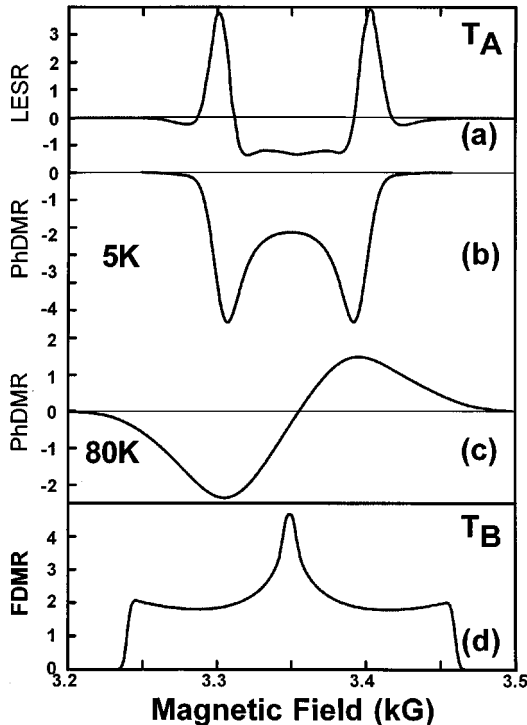 3
2
1
0
-1
LESR
T_A
(a)
0
-1
-2
-3
-4
PhDMR
5K
(b)
2
1
0
-1
-2
PhDMR
80K
(c)
4
3
2
1
0
FDMR
T_B
(d)
3.2 3.3 3.4 3.5
Magnetic Field (kG)